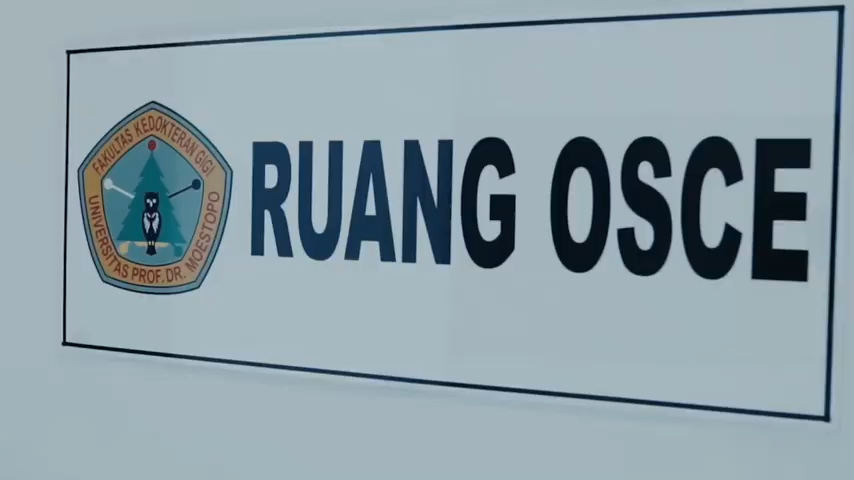 FAKULTAS KEDOKTERAN GIGI
UNIVERSITAS PROF. DR. MOESTOPO
RUANG OSCE